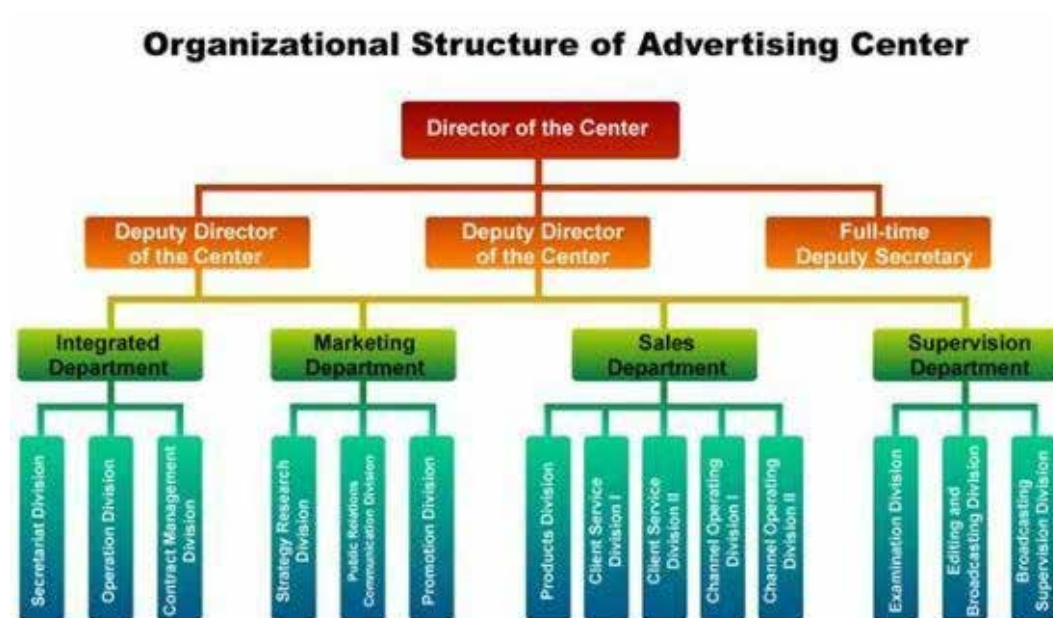 Organizational Structure of Advertising Center
Director of the Center
Deputy Director
of the Center
Deputy Director
of the Center
Full-time
Deputy Secretary
Integrated
Department
Marketing
Department
Sales
Department
Supervision
Department
Secretariat Division
Operation Division
Contract Management
Division
Strategy Research
Division
Public Relations
Communication Division
Promotion Division
Products Division
Client Service
Division I
Client Service
Division II
Channel Operating
Division I
Channel Operating
Division II
Examination Division
Editing and
Broadcasting Division
Broadcasting
Supervision Division